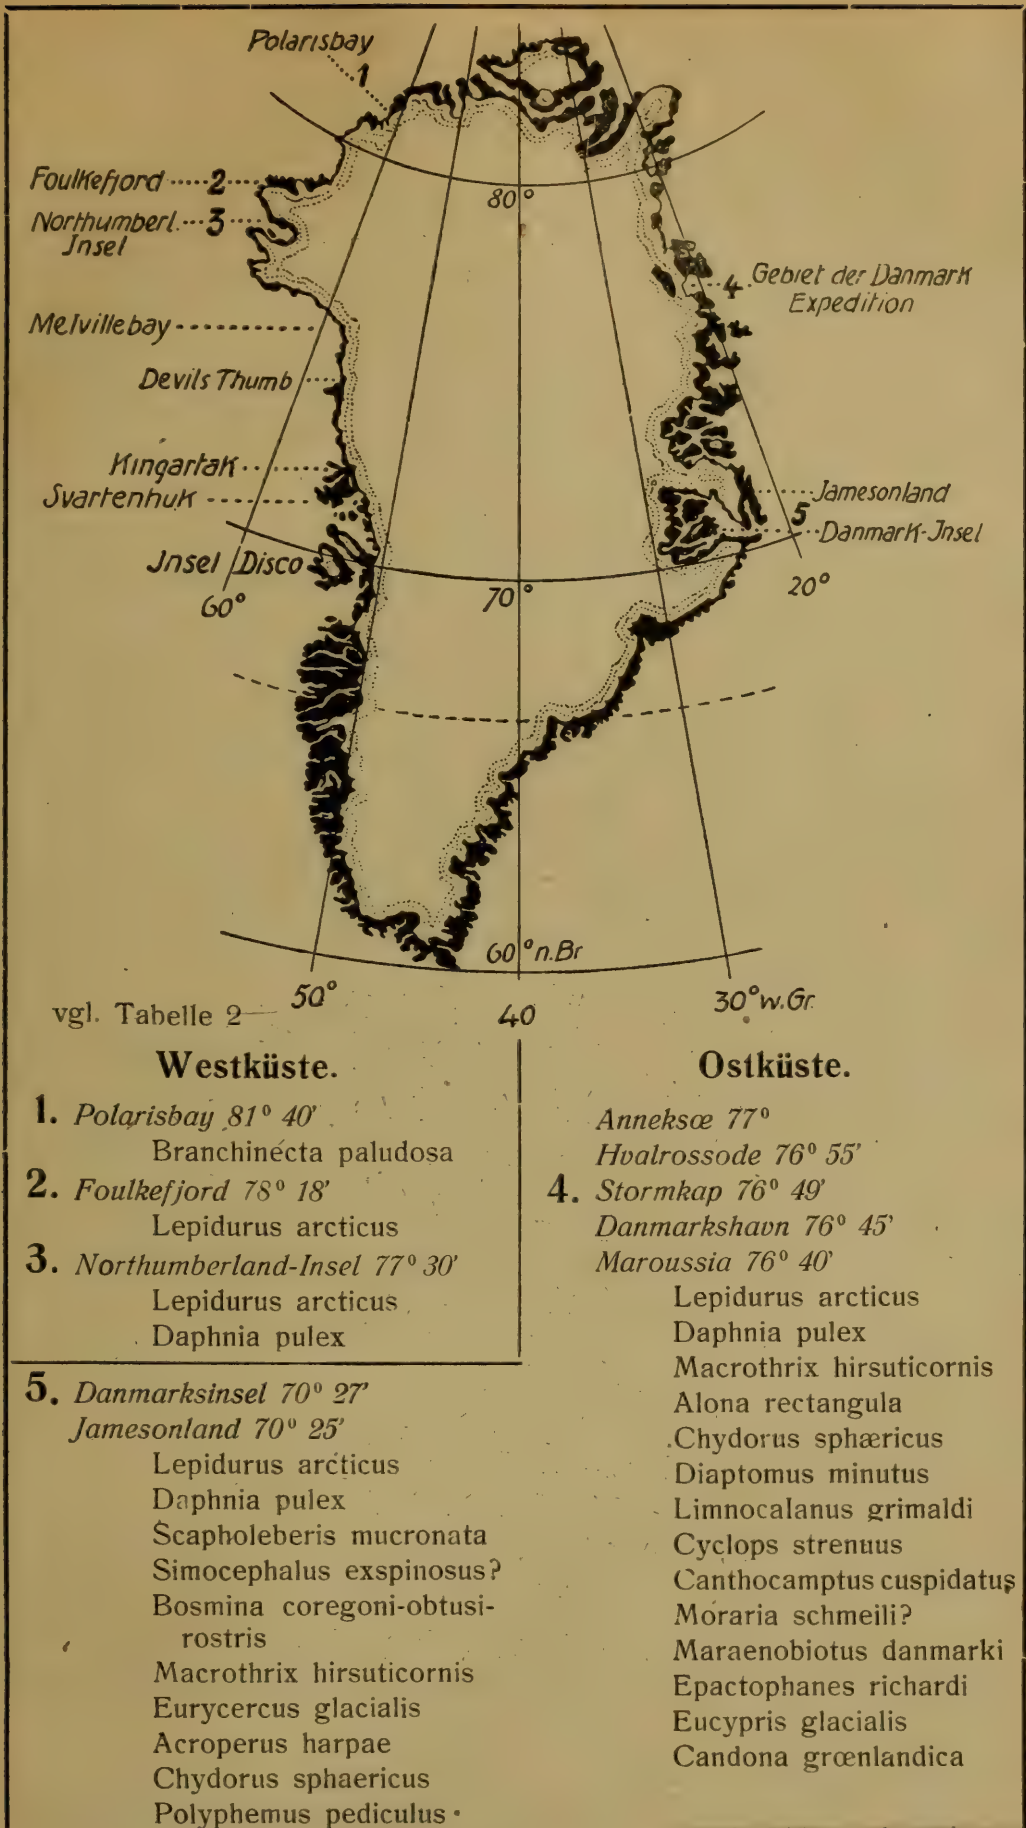 Polarisbay
1
Foulkefjord 2
Northumberl. 3
Insel
80°
4 Gebiet der Danmark
Expedition
Melvillebay
Devils Thumb
Kingartak
Svartenhuk
Jamesonland
5
Danmark-Insel
Insel Disco
60°
70°
20°
60° n.Br
50°
40
30° w.Gr.
vgl. Tabelle 2
Westküste.
1. Polarisbay 81° 40′
Branchinecta paludosa
2. Foulkefjord 78° 18′
Lepidurus arcticus
3. Northumberland-Insel 77° 30′
Lepidurus arcticus
Daphnia pulex
Ostküste.
Anneksœ 77°
Hvalrossode 76° 55′
4. Stormkap 76° 49′
Danmarkshavn 76° 45′
Maroussia 76° 40′
Lepidurus arcticus
Daphnia pulex
Macrothrix hirsuticornis
Alona rectangula
Chydorus sphæricus
Diaptomus minutus
Limnocalanus grimaldi
Cyclops strenuus
Canthocamptus cuspidatus
Moraria schmeili?
Maraenobiotus danmarki
Epactophanes richardi
Eucypris glacialis
Candona grœnlandica
5. Danmarksinsel 70° 27′
Jamesonland 70° 25′
Lepidurus arcticus
Daphnia pulex
Scapholeberis mucronata
Simocephalus exspinosus?
Bosmina coregoni-obtusi-
rostris
Macrothrix hirsuticornis
Eurycercus glacialis
Acroperus harpae
Chydorus sphaericus
Polyphemus pediculus